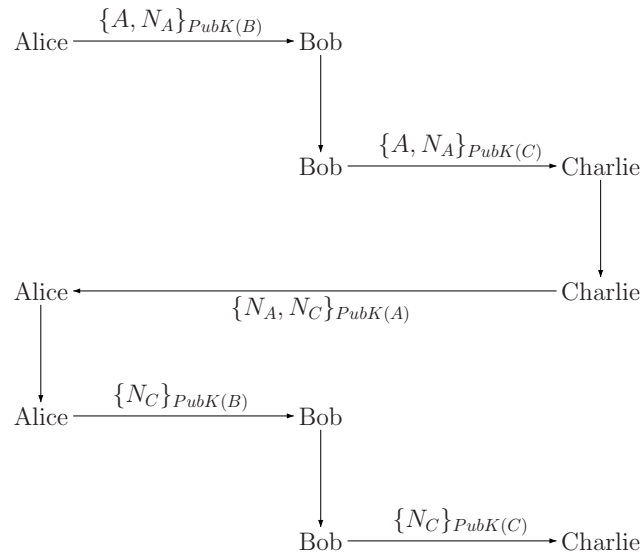 {A, N_A}_{PubK(B)}
Alice Bob
{A, N_A}_{PubK(C)}
Bob Charlie
Alice Charlie
{N_A, N_C}_{PubK(A)}
{N_C}_{PubK(B)}
Alice Bob
{N_C}_{PubK(C)}
Bob Charlie